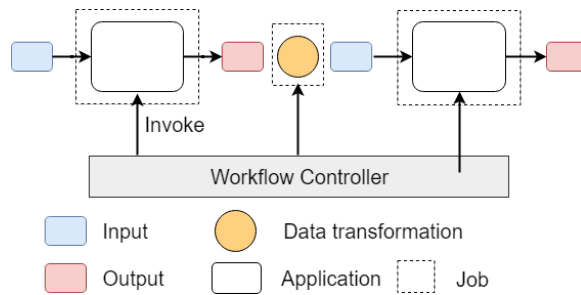 Invoke
Workflow Controller
Input
Data transformation
Output
Application
Job